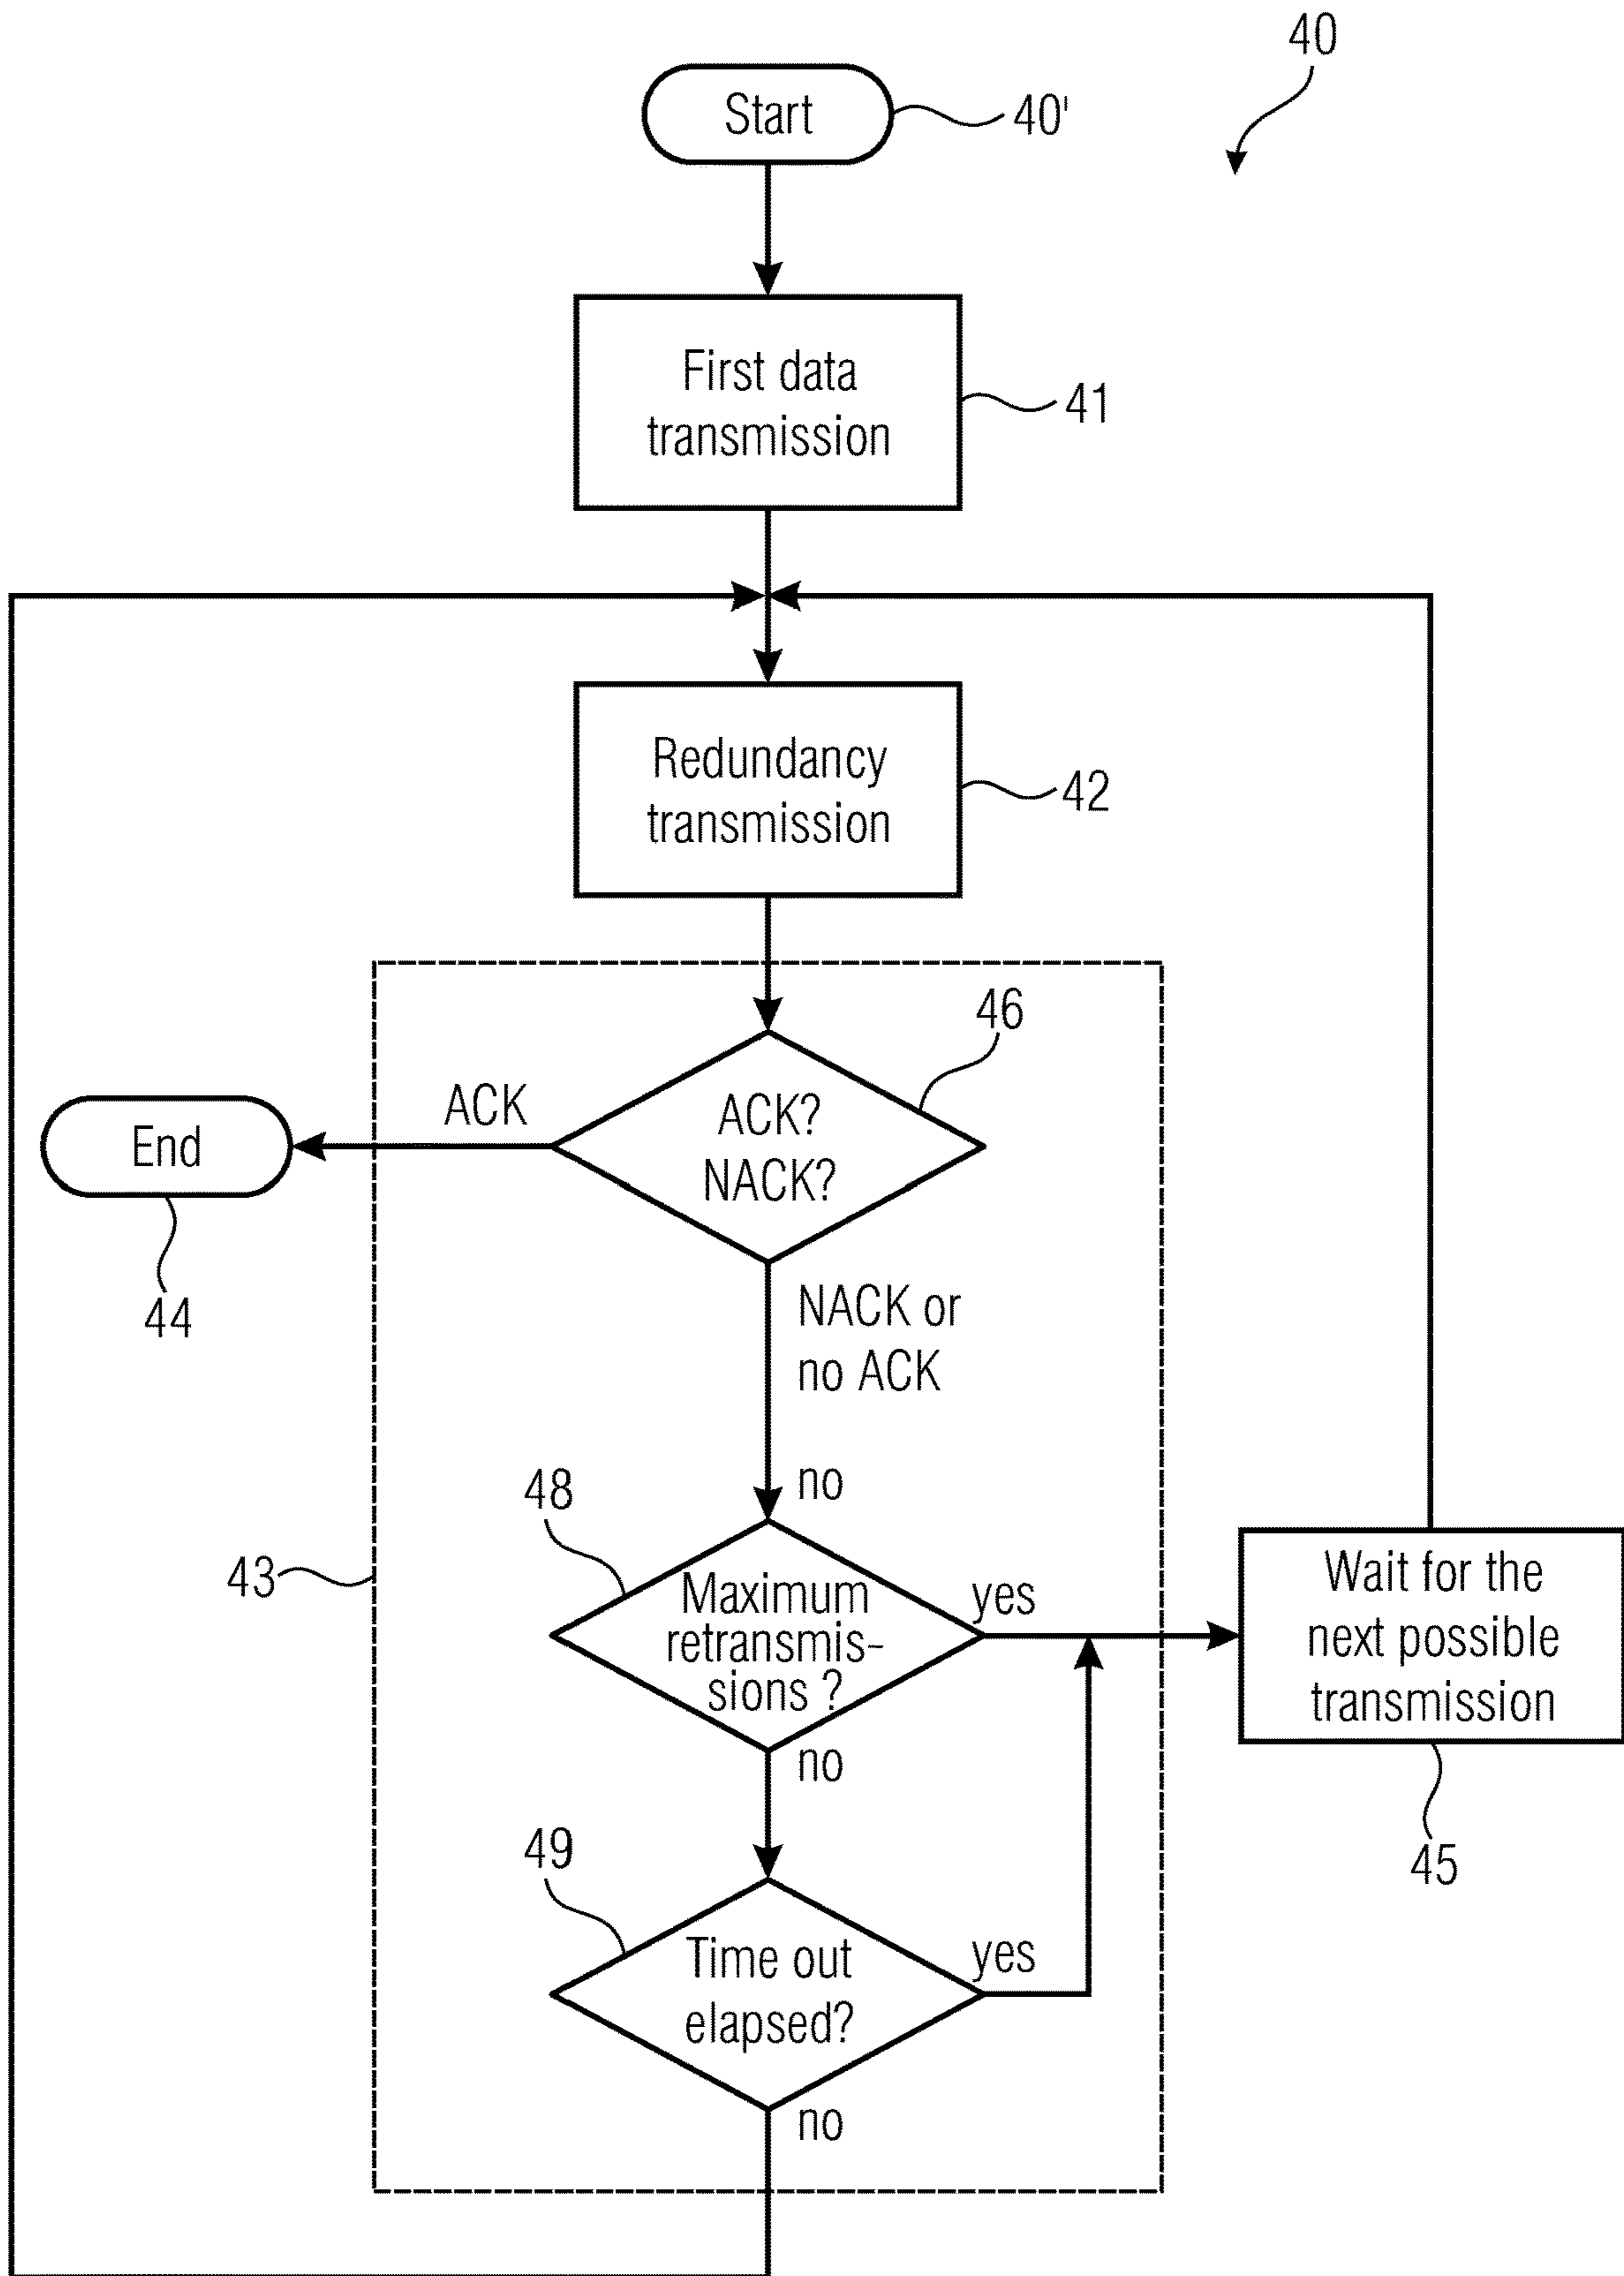 40
Start
40'
First data
transmission
41
Redundancy
transmission
42
46
ACK
ACK?
NACK?
End
44
NACK or
no ACK
no
48
43
Maximum
retransmis-
sions ?
yes
Wait for the
next possible
transmission
no
45
49
Time out
elapsed?
yes
no